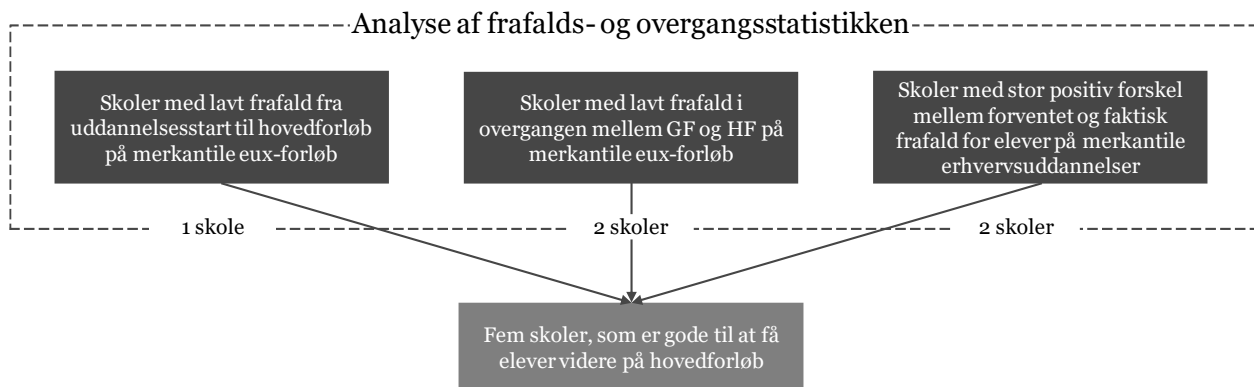 Analyse af frafalds- og overgangsstatistikken
Skoler med lavt frafald fra
uddannelsesstart til hovedforløb
på merkantile eux-forløb
Skoler med lavt frafald i
overgangen mellem GF og HF på
merkantile eux-forløb
Skoler med stor positiv forskel
mellem forventet og faktisk
frafald for elever på merkantile
erhvervsuddannelser
1 skole
2 skoler
2 skoler
Fem skoler, som er gode til at få
elever videre på hovedforløb